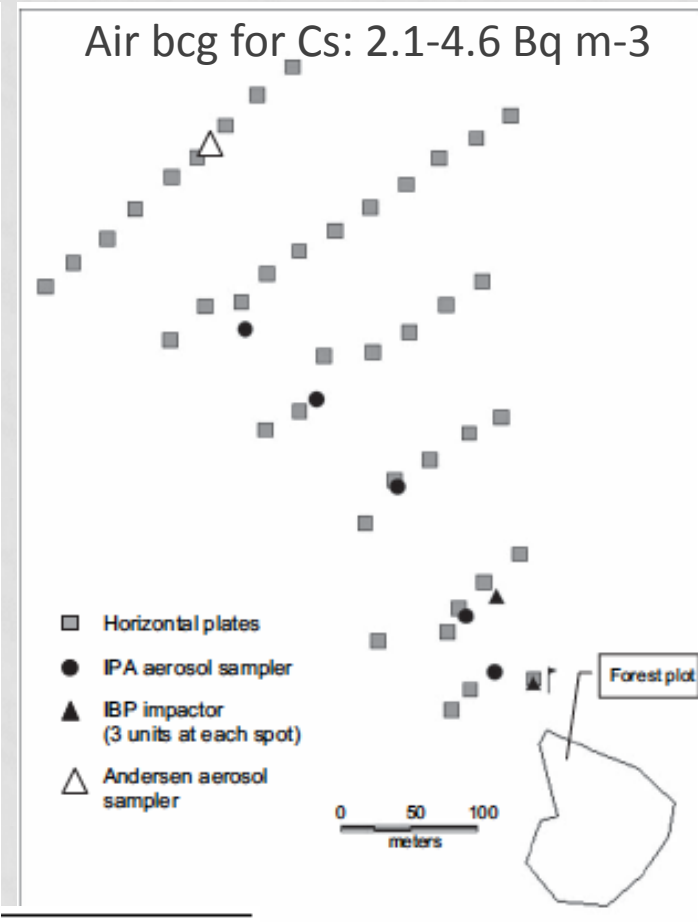 Air bcg for Cs: 2.1-4.6 Bq m-3
Horizontal plates
IPA aerosol sampler
IBP impactor
(3 units at each spot)
Andersen aerosol
sampler
0 50 100
meters
Forest plot